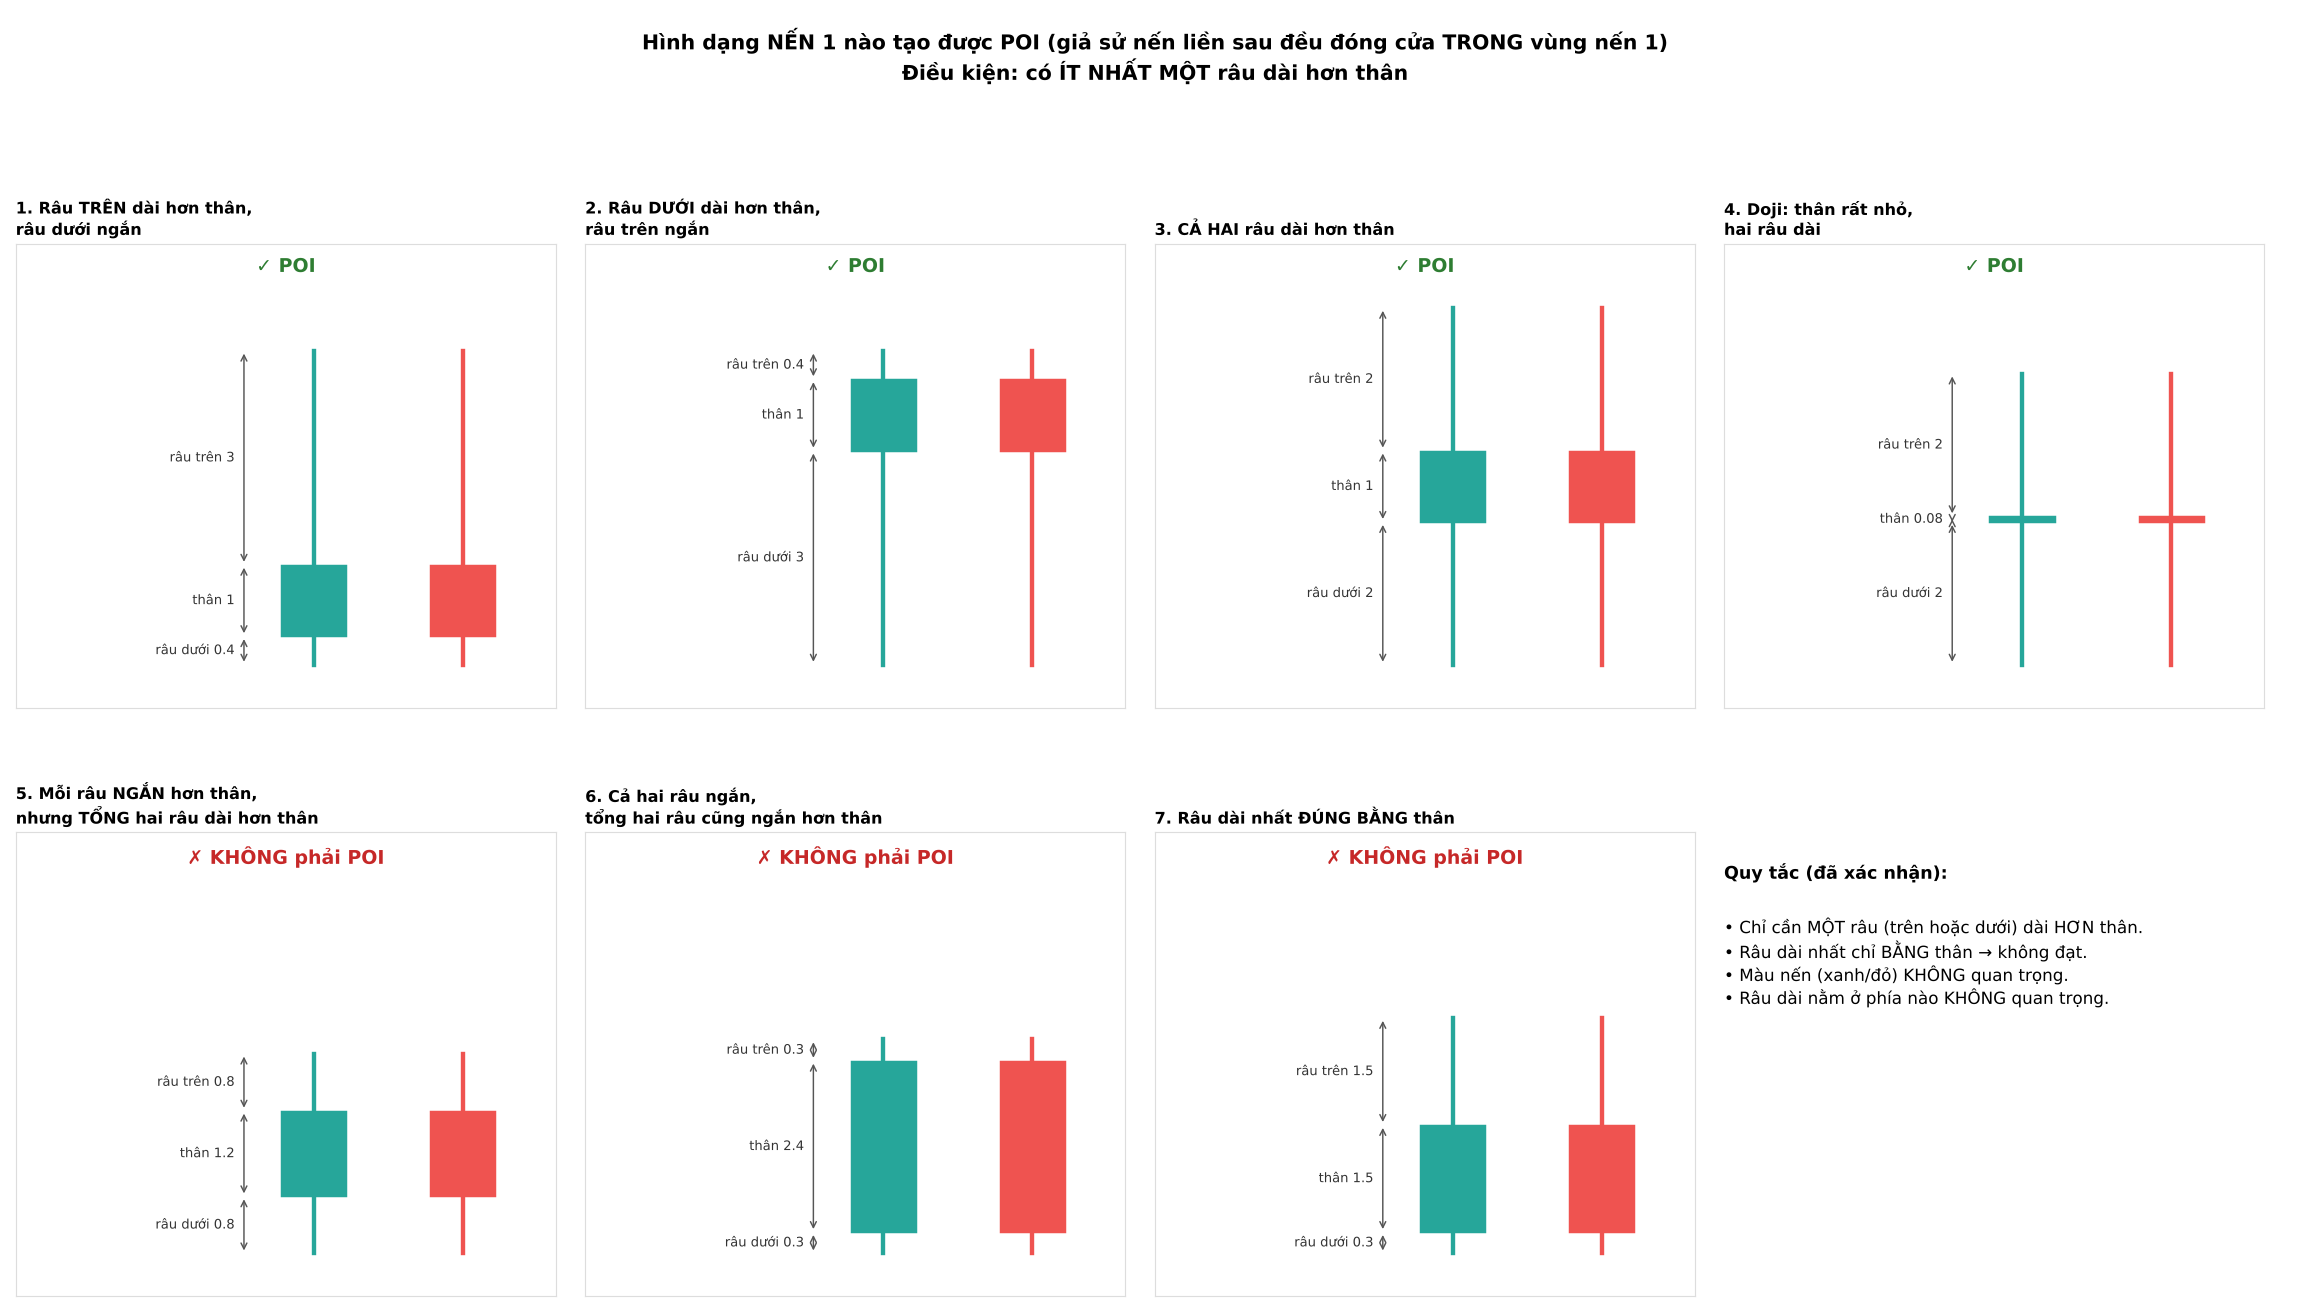 Hình dạng NẾN 1 nào tạo được POI (giả sử nến liền sau đều đóng cửa TRONG vùng nến 1)
Điều kiện: có ÍT NHẤT MỘT râu dài hơn thân
1. Râu TRÊN dài hơn thân,
râu dưới ngắn
✓ POI
râu trên 3
thân 1
râu dưới 0.4
2. Râu DƯỚI dài hơn thân,
râu trên ngắn
✓ POI
râu trên 0.4
thân 1
râu dưới 3
3. CẢ HAI râu dài hơn thân
✓ POI
râu trên 2
thân 1
râu dưới 2
4. Doji: thân rất nhỏ,
hai râu dài
✓ POI
râu trên 2
thân 0.08
râu dưới 2
5. Mỗi râu NGẮN hơn thân,
nhưng TỔNG hai râu dài hơn thân
✗ KHÔNG phải POI
râu trên 0.8
thân 1.2
râu dưới 0.8
6. Cả hai râu ngắn,
tổng hai râu cũng ngắn hơn thân
✗ KHÔNG phải POI
râu trên 0.3
thân 2.4
râu dưới 0.3
7. Râu dài nhất ĐÚNG BẰNG thân
✗ KHÔNG phải POI
râu trên 1.5
thân 1.5
râu dưới 0.3
Quy tắc (đã xác nhận):
• Chỉ cần MỘT râu (trên hoặc dưới) dài HƠN thân.
• Râu dài nhất chỉ BẰNG thân → không đạt.
• Màu nến (xanh/đỏ) KHÔNG quan trọng.
• Râu dài nằm ở phía nào KHÔNG quan trọng.